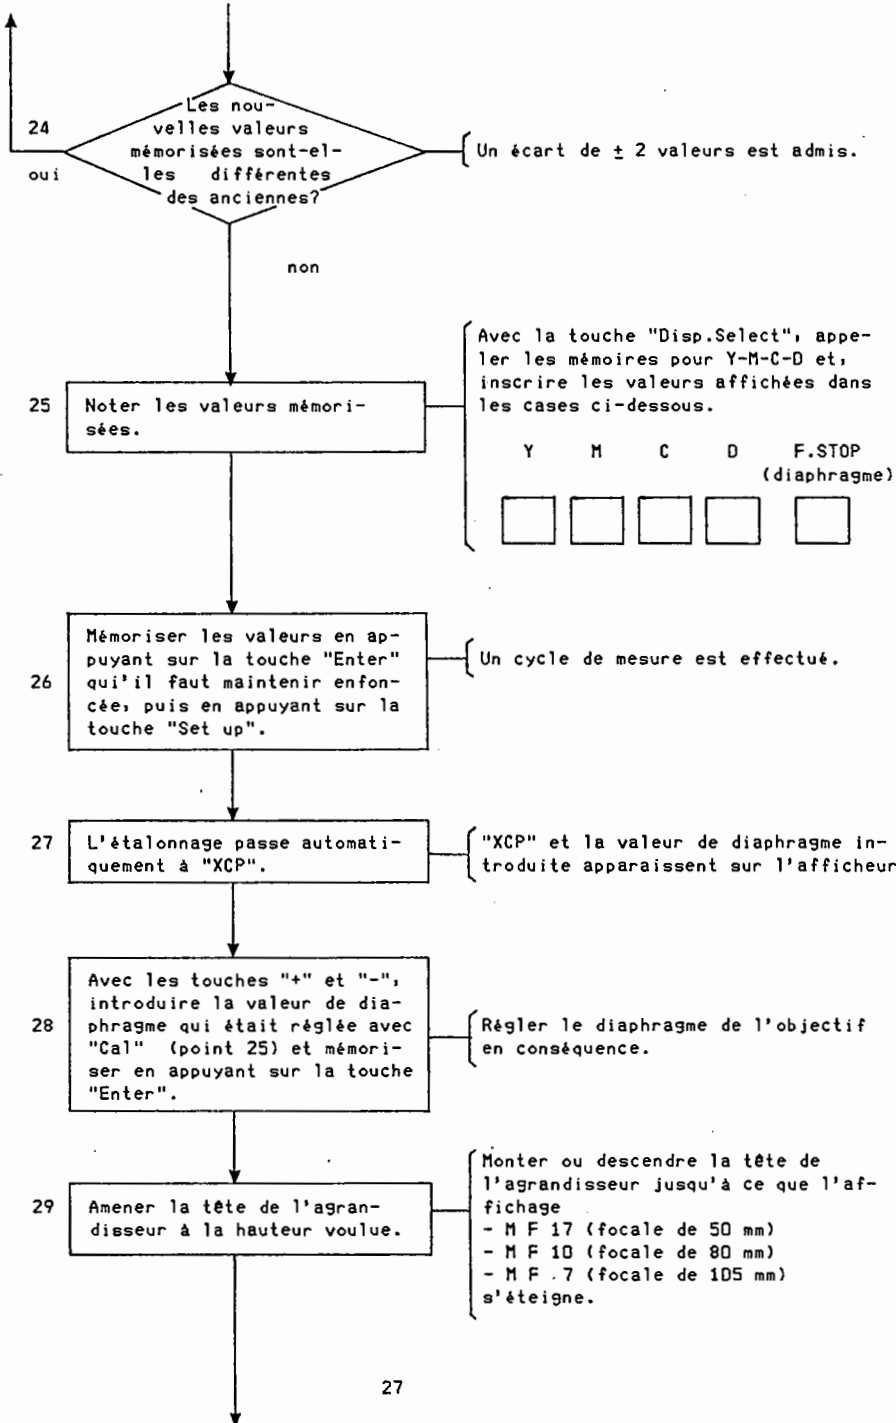 24
oui
Les nou-
velles valeurs
mémorisées sont-el-
les différentes
des anciennes?
Un écart de ± 2 valeurs est admis.
non
25
Noter les valeurs mémori-
sées.
Avec la touche "Disp.Select", appe-
ler les mémoires pour Y-M-C-D et,
inscrire les valeurs affichées dans
les cases ci-dessous.
Y M C D F.STOP
(diaphragme)
26
Mémoriser les valeurs en ap-
puyant sur la touche "Enter"
qui'il faut maintenir enfon-
cée, puis en appuyant sur la
touche "Set up".
Un cycle de mesure est effectué.
27
L'étalonnage passe automati-
quement à "XCP".
"XCP" et la valeur de diaphragme in-
troduite apparaissent sur l'afficheur
28
Avec les touches "+" et "-",
introduire la valeur de dia-
phragme qui était réglée avec
"Cal" (point 25) et mémori-
ser en appuyant sur la touche
"Enter".
Régler le diaphragme de l'objectif
en conséquence.
29
Amener la tête de l'agran-
disseur à la hauteur voulue.
Monter ou descendre la tête de
l'agrandisseur jusqu'à ce que l'af-
fichage
- M F 17 (focale de 50 mm)
- M F 10 (focale de 80 mm)
- M F .7 (focale de 105 mm)
s'éteigne.
27